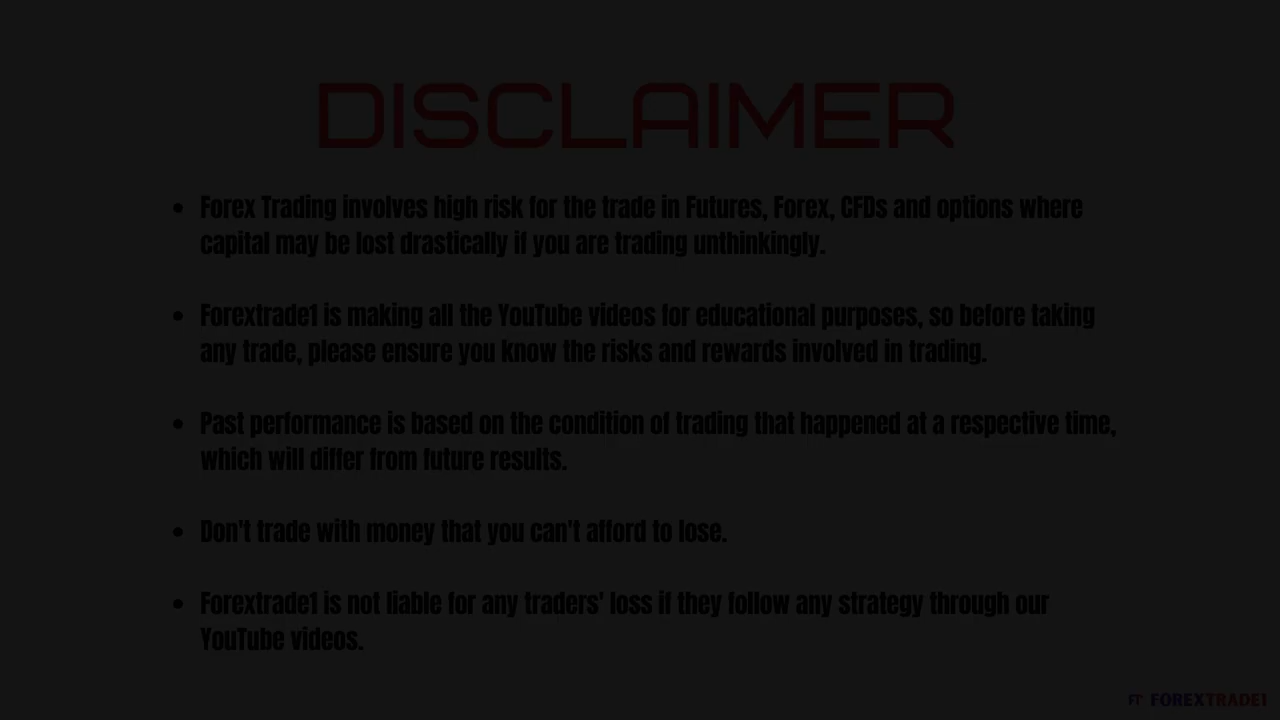 DISCLAIMER
• Forex Trading involves high risk for the trade in Futures, Forex, CFDs and options where
capital may be lost drastically if you are trading unthinkingly.
• Forextrade1 is making all the YouTube videos for educational purposes, so before taking
any trade, please ensure you know the risks and rewards involved in trading.
• Past performance is based on the condition of trading that happened at a respective time,
which will differ from future results.
• Don't trade with money that you can't afford to lose.
• Forextrade1 is not liable for any traders' loss if they follow any strategy through our
YouTube videos.
FT FOREXTRADE1